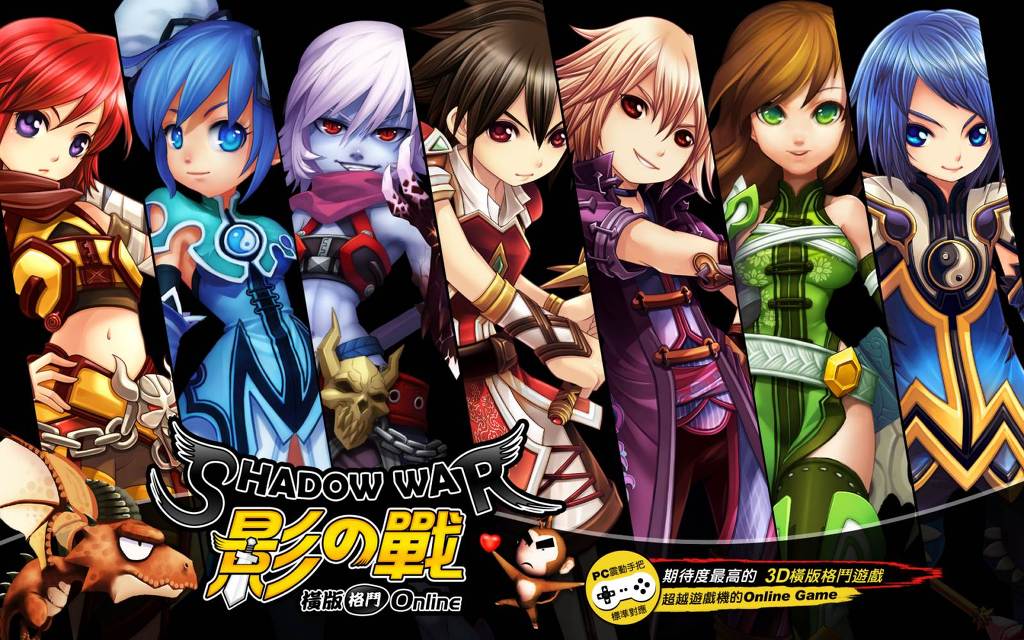 SHADOW WAR
影の戰
橫版 格鬥 Online
PC震動手把
標準對應
期待度最高的 3D橫版格鬥遊戲
超越遊戲機的Online Game